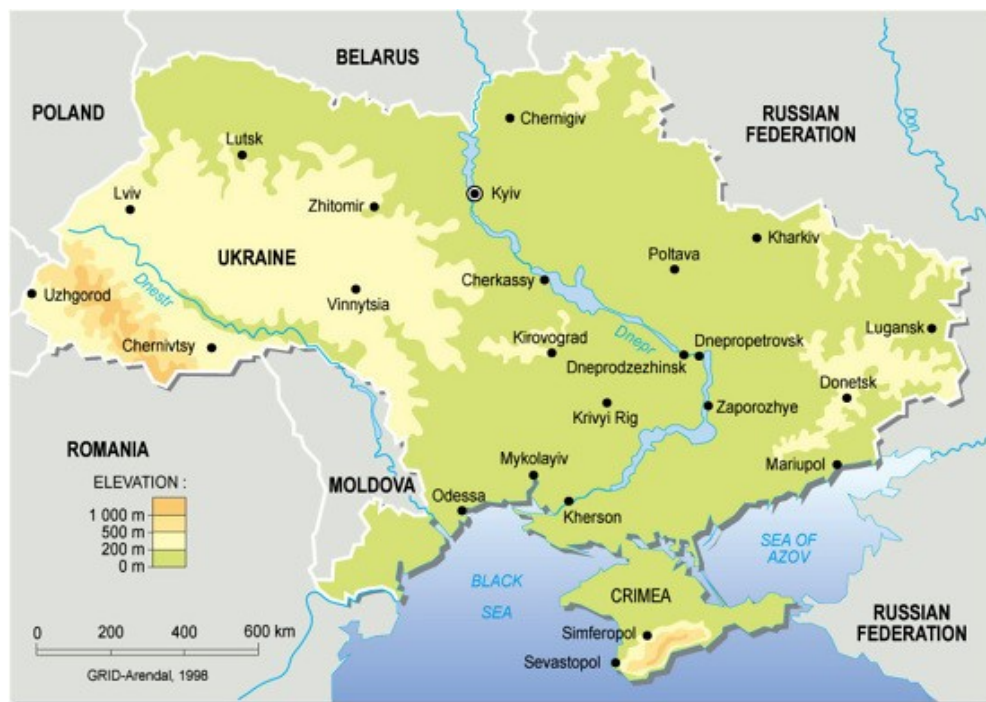 BELARUS
POLAND
RUSSIAN
FEDERATION
Don
Chernigiv
Lutsk
Lviv
Zhitomir
Kyiv
Kharkiv
Poltava
UKRAINE
Dnestr
Uzhgorod
Vinnytsia
Cherkassy
Chernivtsy
Kirovograd
Dnepr
Lugansk
Dnepropetrovsk
Dneprodzezhinsk
Donetsk
Krivyi Rig
Zaporozhye
ROMANIA
Mykolayiv
Mariupol
ELEVATION :
1 000 m
500 m
200 m
0 m
MOLDOVA
Odessa
Kherson
SEA OF
AZOV
BLACK
SEA
CRIMEA
RUSSIAN
FEDERATION
Simferopol
Sevastopol
0 200 400 600 km
GRID-Arendal, 1998